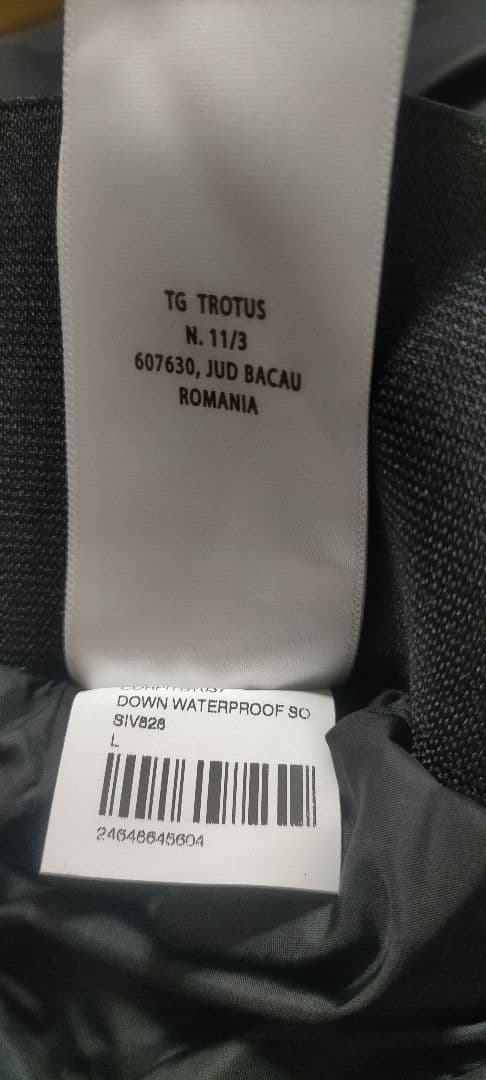 TG TROTUS
N. 11/3
607630, JUD BACAU
ROMANIA
DOWN WATERPROOF SO
SIV828
L
24648645604